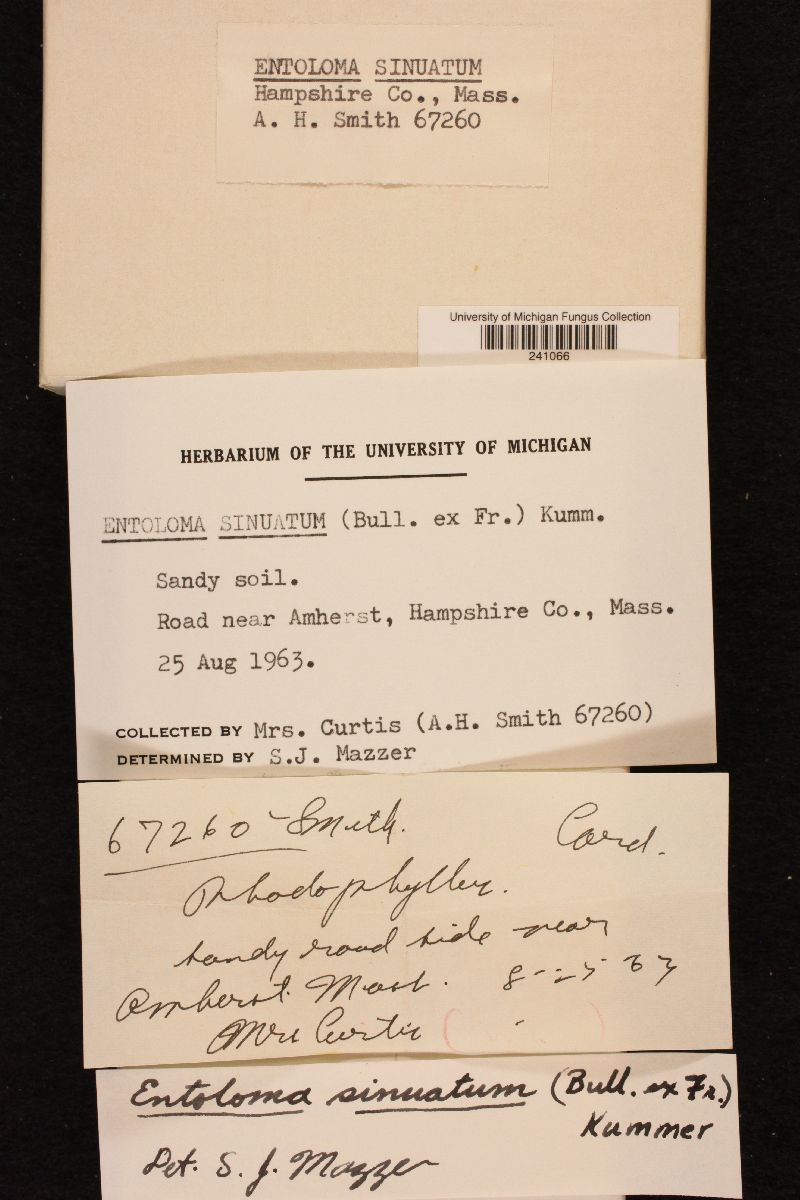 ENTOLOMA SINUATUM
Hampshire Co., Mass.
A. H. Smith 67260
University of Michigan Fungus Collection
241066
HERBARIUM OF THE UNIVERSITY OF MICHIGAN
ENTOLOMA SINUATUM (Bull. ex Fr.) Kumm.
Sandy soil.
Road near Amherst, Hampshire Co., Mass.
25 Aug 1963.
COLLECTED BY Mrs. Curtis (A.H. Smith 67260)
DETERMINED BY S.J. Mazzer
67260 - Smith. Card.
Rhodophyllus.
sandy road side near
Amherst Mass. 8-25 63
Mrs Curtis
Entoloma sinuatum (Bull. ex Fr.)
Kummer
Det. S. J. Mazzer